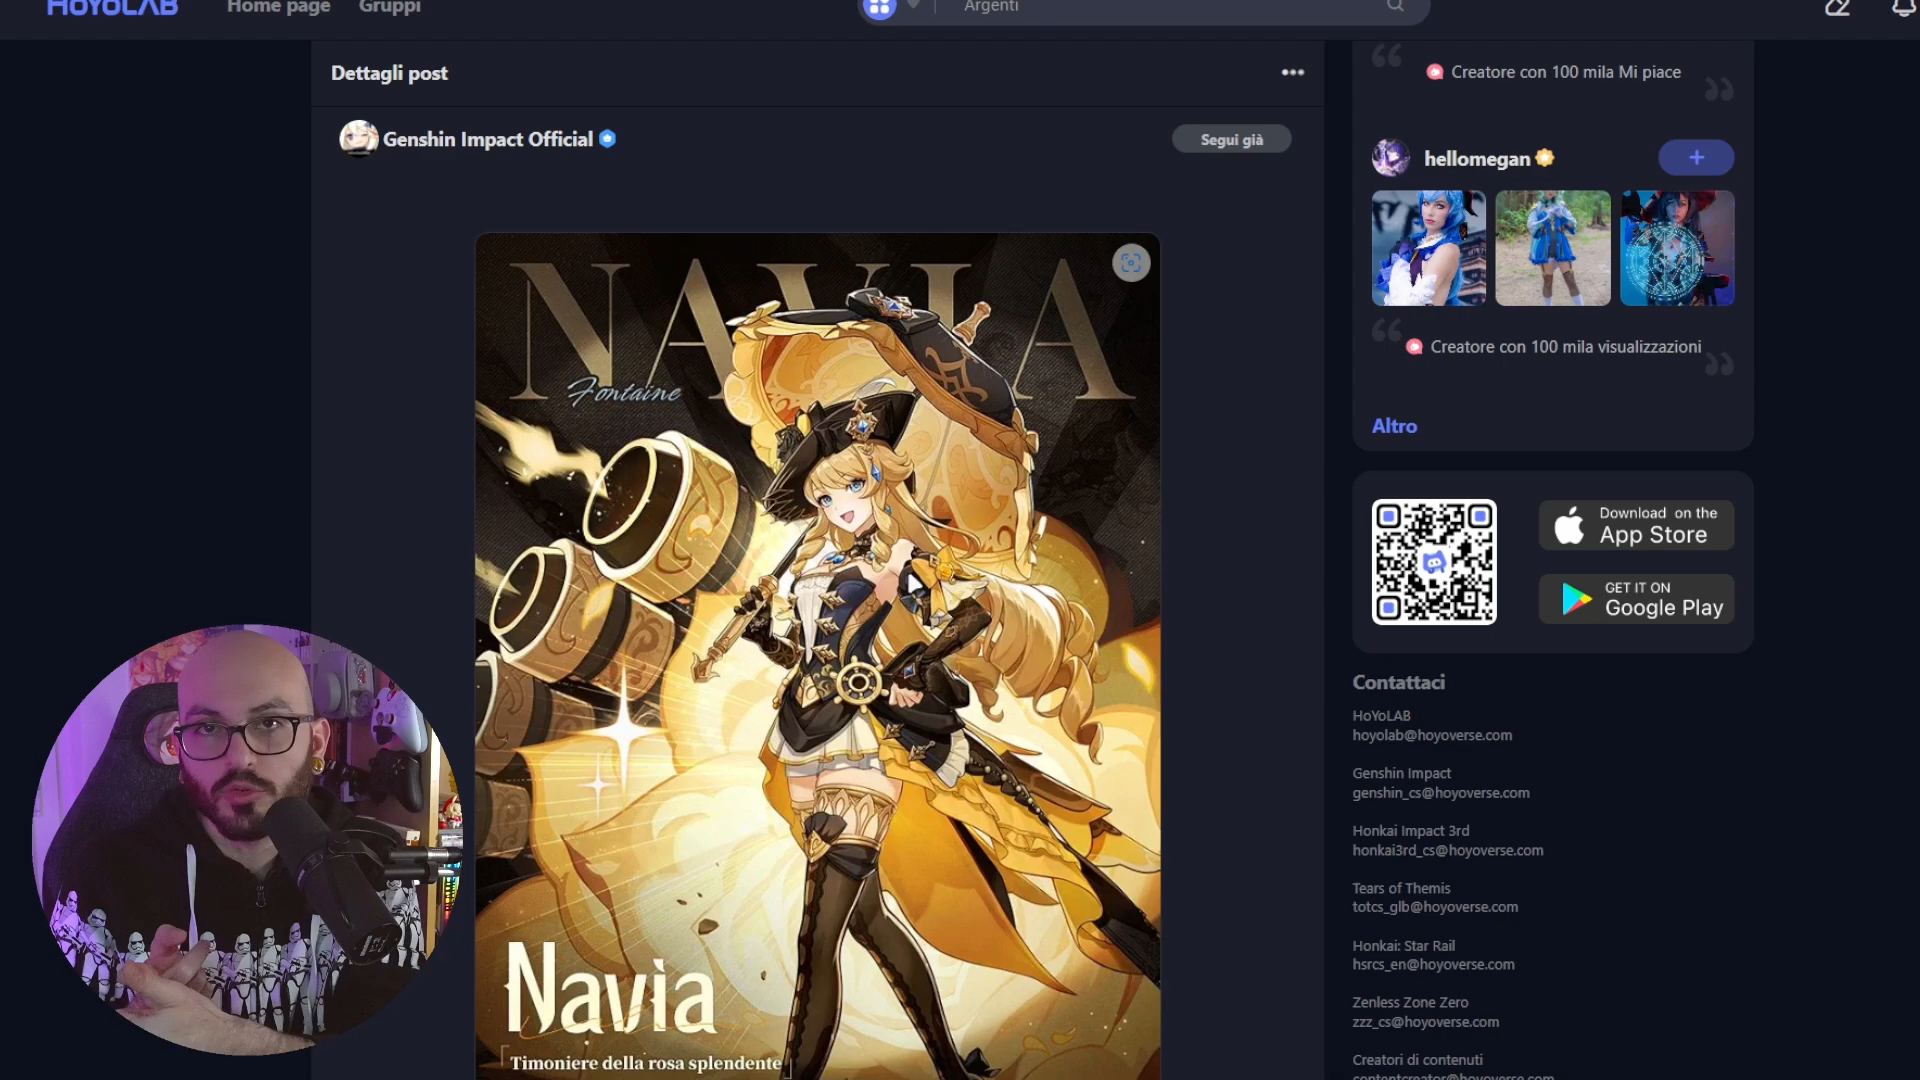 HOYOLAB
Home page
Gruppi
Argenti
Dettagli post
Genshin Impact Official
Segui già
NAVIA
Fontaine
Navia
Timoniere della rosa splendente
Creatore con 100 mila Mi piace
hellomegan
Creatore con 100 mila visualizzazioni
Altro
Download on the
App Store
GET IT ON
Google Play
Contattaci
HoYoLAB
hoyolab@hoyoverse.com
Genshin Impact
genshin_cs@hoyoverse.com
Honkai Impact 3rd
honkai3rd_cs@hoyoverse.com
Tears of Themis
totcs_glb@hoyoverse.com
Honkai: Star Rail
hsrcs_en@hoyoverse.com
Zenless Zone Zero
zzz_cs@hoyoverse.com
Creatori di contenuti
contentcreator@hoyoverse.com